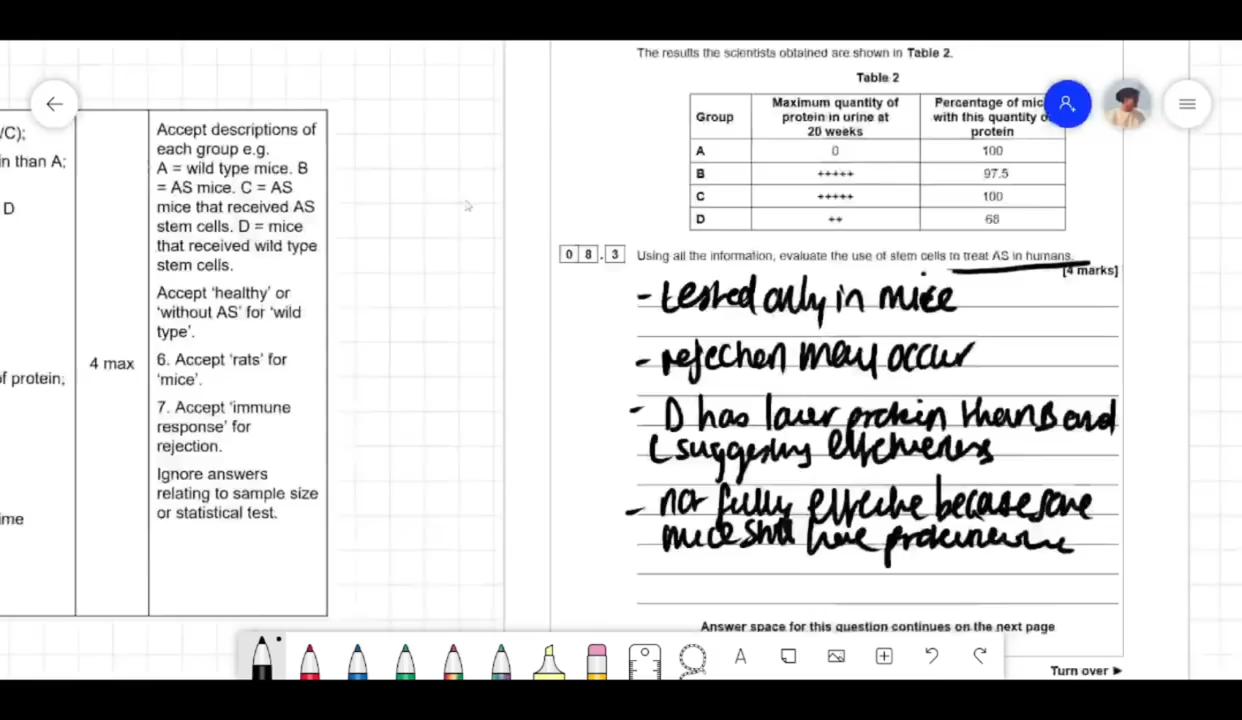 /C);
in than A;
D
of protein;
ime
4 max
Accept descriptions of
each group e.g.
A = wild type mice. B
= AS mice. C = AS
mice that received AS
stem cells. D = mice
that received wild type
stem cells.
Accept ‘healthy’ or
‘without AS’ for ‘wild
type’.
6. Accept ‘rats’ for
‘mice’.
7. Accept ‘immune
response’ for
rejection.
Ignore answers
relating to sample size
or statistical test.
The results the scientists obtained are shown in Table 2.
Table 2
Group Maximum quantity of protein in urine at 20 weeks Percentage of mic with this quantity o protein
A 0 100
B +++++ 97.5
C +++++ 100
D ++ 68
08.3 Using all the information, evaluate the use of stem cells to treat AS in humans.
[4 marks]
- tested only in mice
- rejection may occur
- D has lower protein than B and
C suggesting effectiveness
- not fully effective because some
mice still have protein urine
Answer space for this question continues on the next page
Turn over ►
A